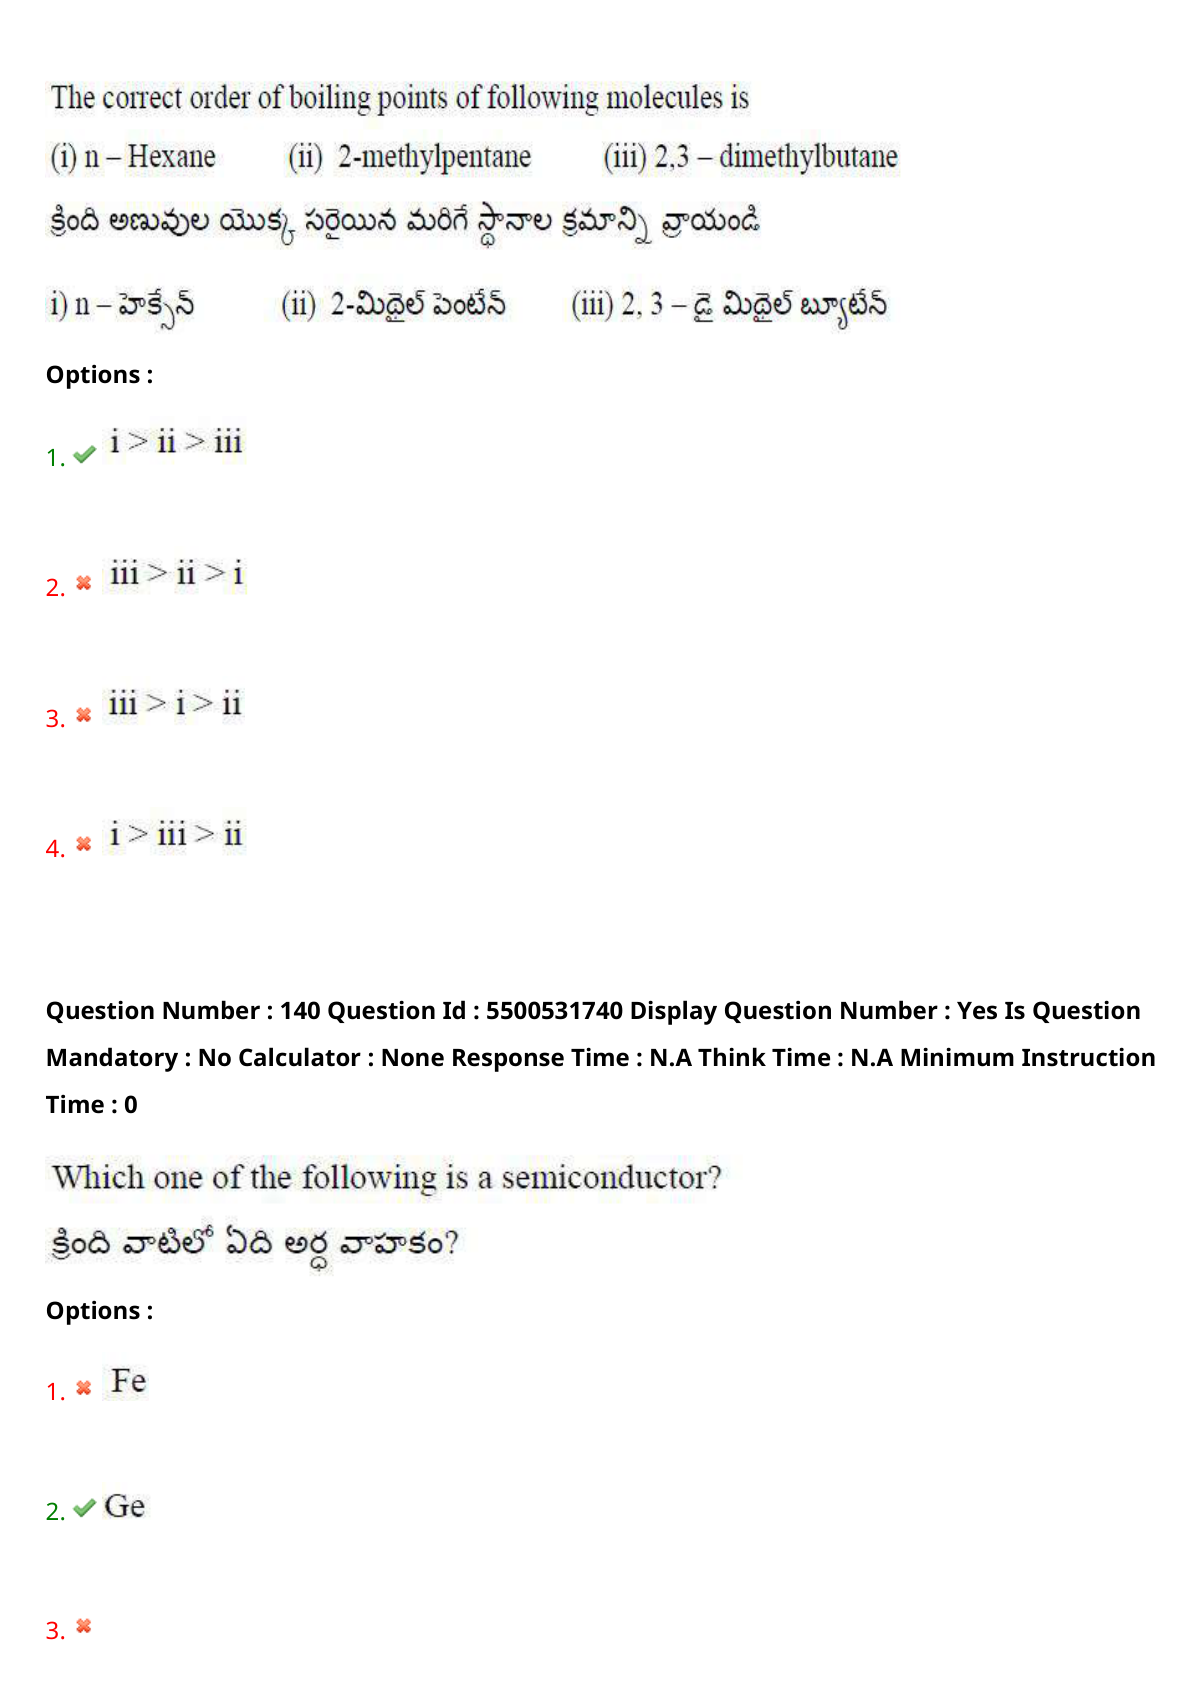 The correct order of boiling points of following molecules is
(i) n – Hexane (ii) 2-methylpentane (iii) 2,3 – dimethylbutane
క్రింది అణువుల యొక్క సరైయిన మరిగే స్థానాల క్రమాన్ని వ్రాయండి
i) n – హెక్సేన్ (ii) 2-మిథైల్ పెంటేన్ (iii) 2, 3 – డై మిథైల్ బ్యూటేన్
Options :
1. i > ii > iii
2. iii > ii > i
3. iii > i > ii
4. i > iii > ii
Question Number : 140 Question Id : 5500531740 Display Question Number : Yes Is Question
Mandatory : No Calculator : None Response Time : N.A Think Time : N.A Minimum Instruction
Time : 0
Which one of the following is a semiconductor?
క్రింది వాటిలో ఏది అర్ధ వాహకం?
Options :
1. Fe
2. Ge
3.